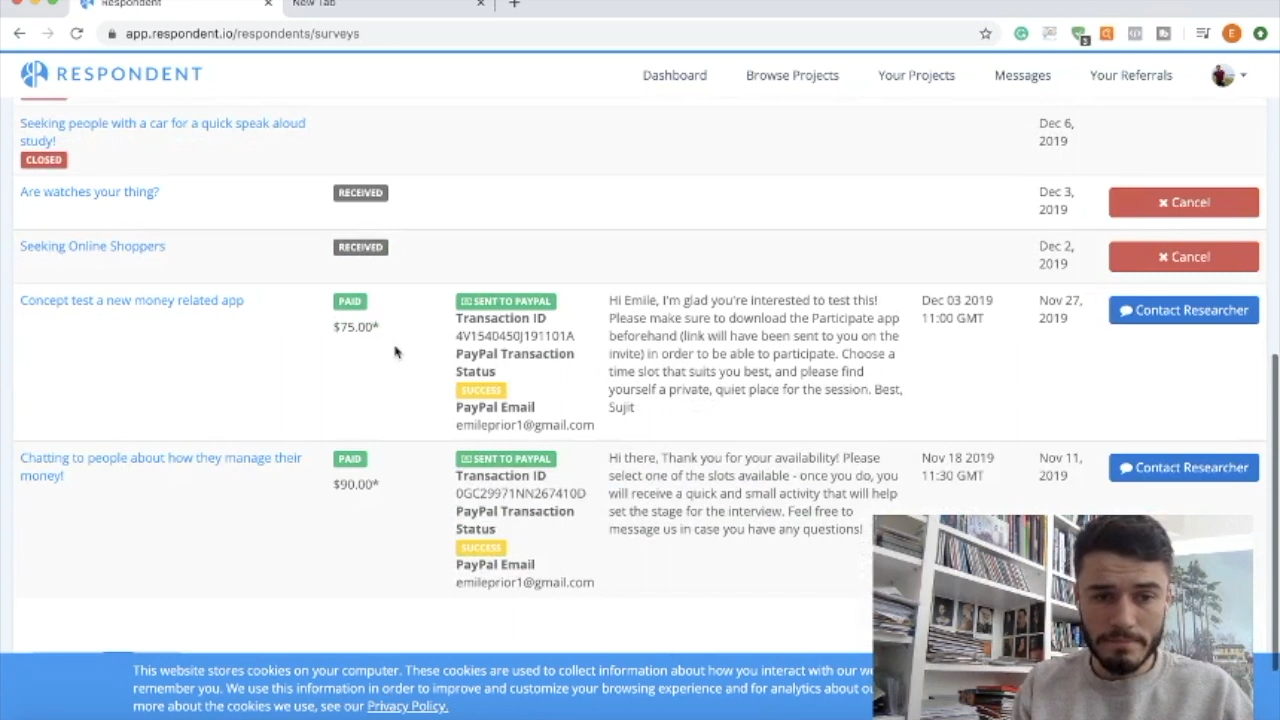 Respondent
New Tab
app.respondent.io/respondents/surveys
E
RESPONDENT
Dashboard
Browse Projects
Your Projects
Messages
Your Referrals
Seeking people with a car for a quick speak aloud
study!
CLOSED
Dec 6,
2019
Are watches your thing?
RECEIVED
Dec 3,
2019
Cancel
Seeking Online Shoppers
RECEIVED
Dec 2,
2019
Cancel
Concept test a new money related app
PAID
$75.00*
SENT TO PAYPAL
Transaction ID
4V1540450J191101A
PayPal Transaction
Status
SUCCESS
PayPal Email
emileprior1@gmail.com
Hi Emile, I'm glad you're interested to test this!
Please make sure to download the Participate app
beforehand (link will have been sent to you on the
invite) in order to be able to participate. Choose a
time slot that suits you best, and please find
yourself a private, quiet place for the session. Best,
Sujit
Dec 03 2019
11:00 GMT
Nov 27,
2019
Contact Researcher
Chatting to people about how they manage their
money!
PAID
$90.00*
SENT TO PAYPAL
Transaction ID
0GC29971NN267410D
PayPal Transaction
Status
SUCCESS
PayPal Email
emileprior1@gmail.com
Hi there, Thank you for your availability! Please
select one of the slots available - once you do, you
will receive a quick and small activity that will help
set the stage for the interview. Feel free to
message us in case you have any questions!
Nov 18 2019
11:30 GMT
Nov 11,
2019
Contact Researcher
This website stores cookies on your computer. These cookies are used to collect information about how you interact with our we
remember you. We use this information in order to improve and customize your browsing experience and for analytics about
more about the cookies we use, see our Privacy Policy.